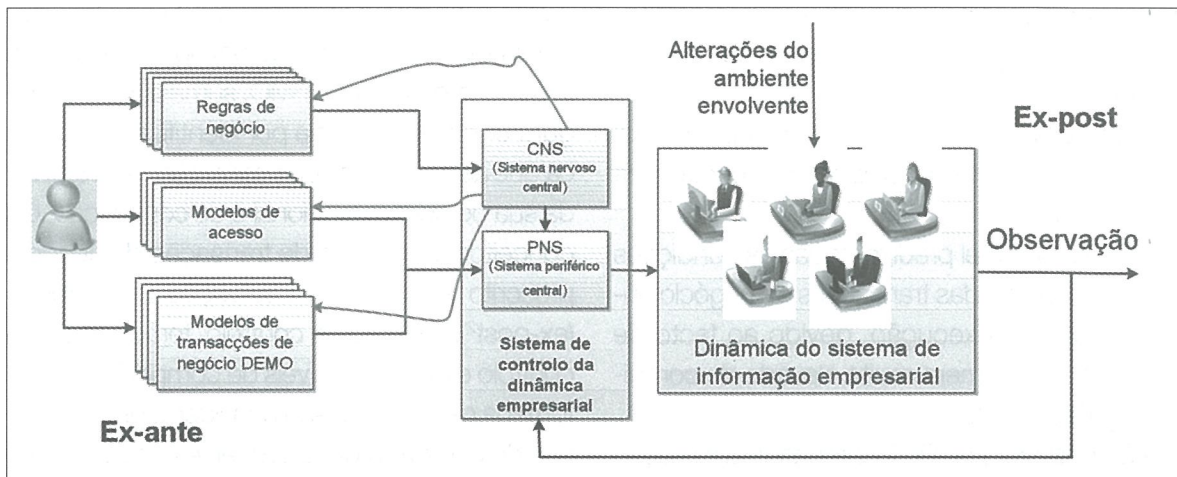 Alterações do
ambiente
envolvente
Ex-post
Regras de
negócio
CNS
(Sistema nervoso
central)
Modelos de
acesso
PNS
(Sistema periférico
central)
Observação
Modelos de
transacções de
negócio DEMO
Sistema de
controlo da
dinâmica
empresarial
Dinâmica do sistema de
informação empresarial
Ex-ante